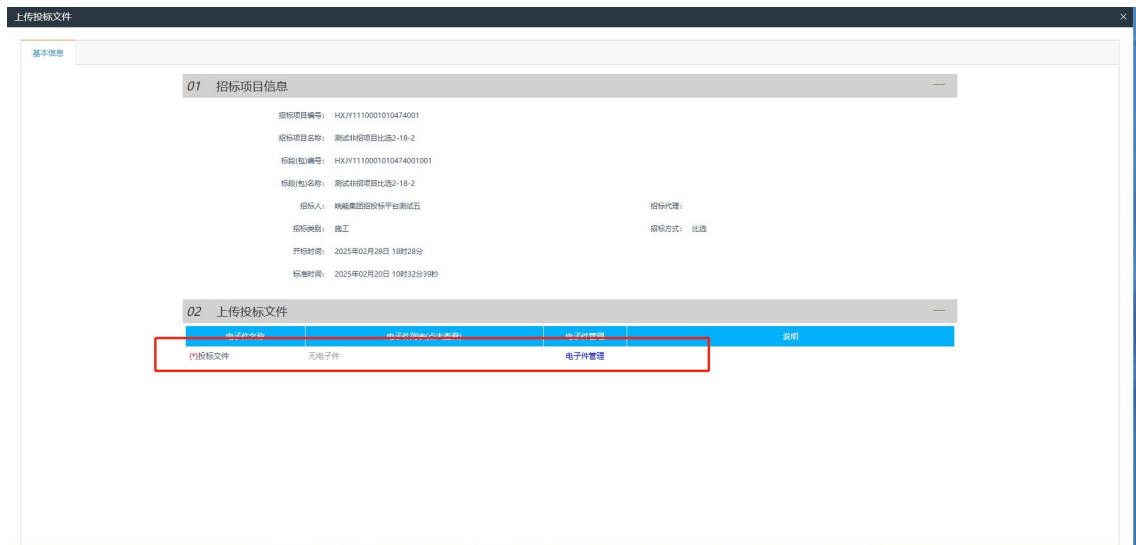 上传投标文件 ×
基本信息
01 招标项目信息 —
招标项目编号： HXJY1110001010474001
招标项目名称： 测试非招项目比选2-18-2
标段(包)编号： HXJY1110001010474001001
标段(包)名称： 测试非招项目比选2-18-2
招标人： 皖能集团招投标平台测试五 招标代理：
招标类别： 施工 招标方式： 比选
开标时间： 2025年02月28日 18时28分
标准时间： 2025年02月20日 10时32分39秒
02 上传投标文件 —
电子件名称 电子件列表(点击查看) 电子件管理 说明
(*)投标文件 无电子件 电子件管理